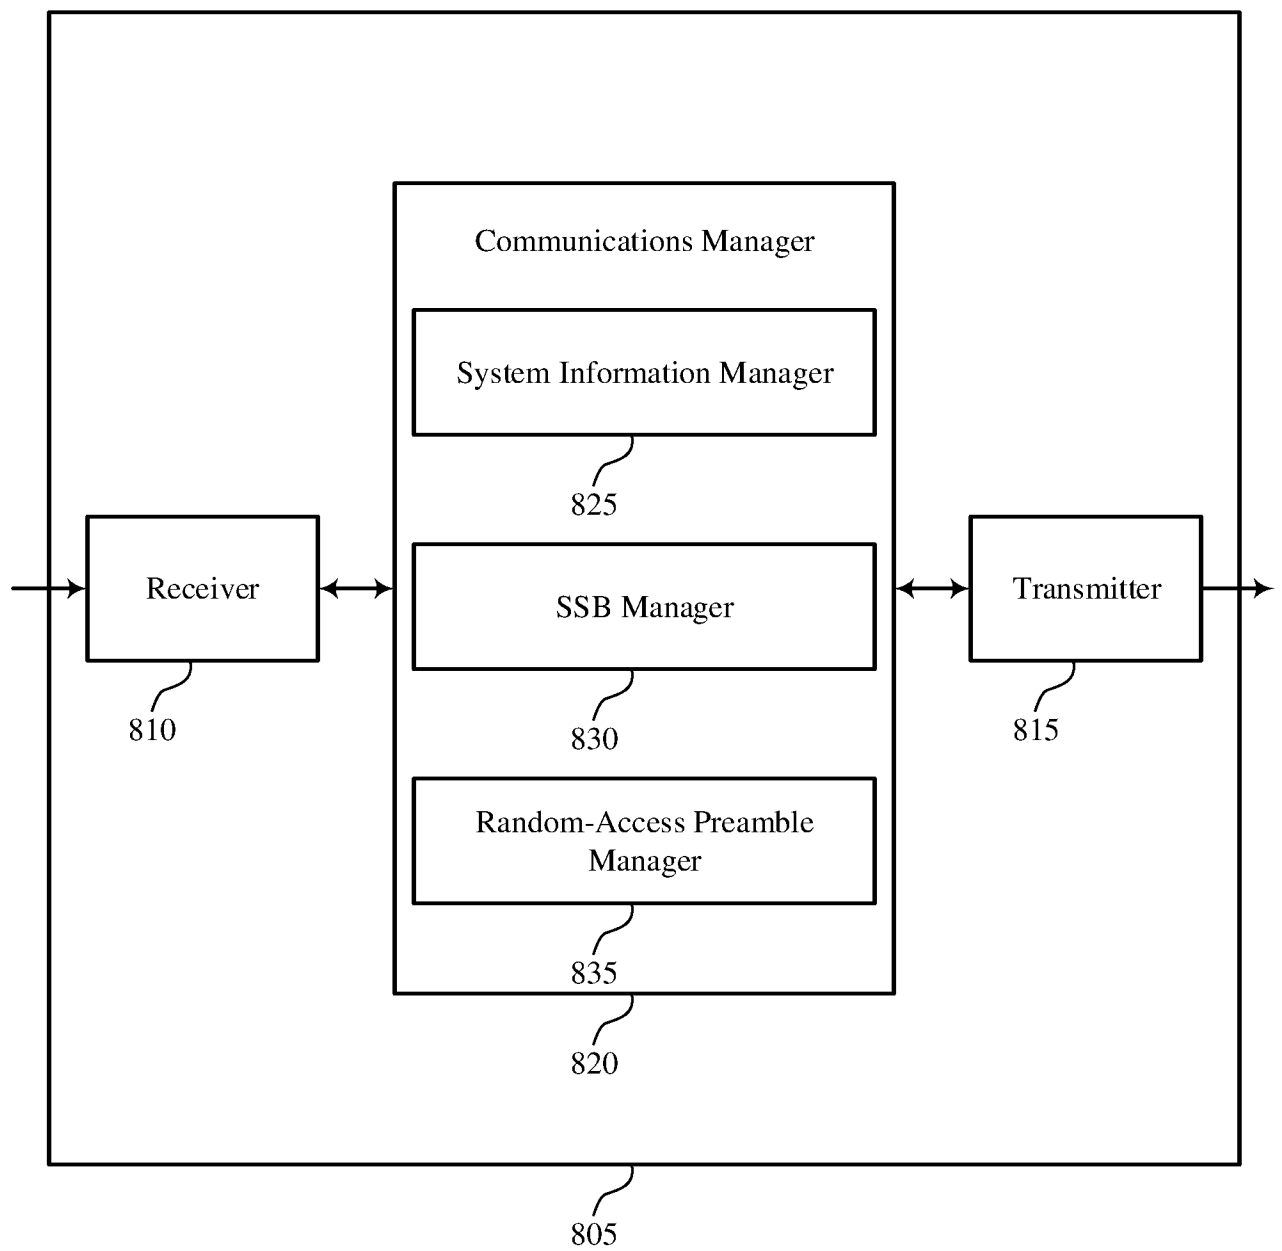 Communications Manager
System Information Manager
825
Receiver
SSB Manager
Transmitter
810
830
815
Random-Access Preamble
Manager
835
820
805